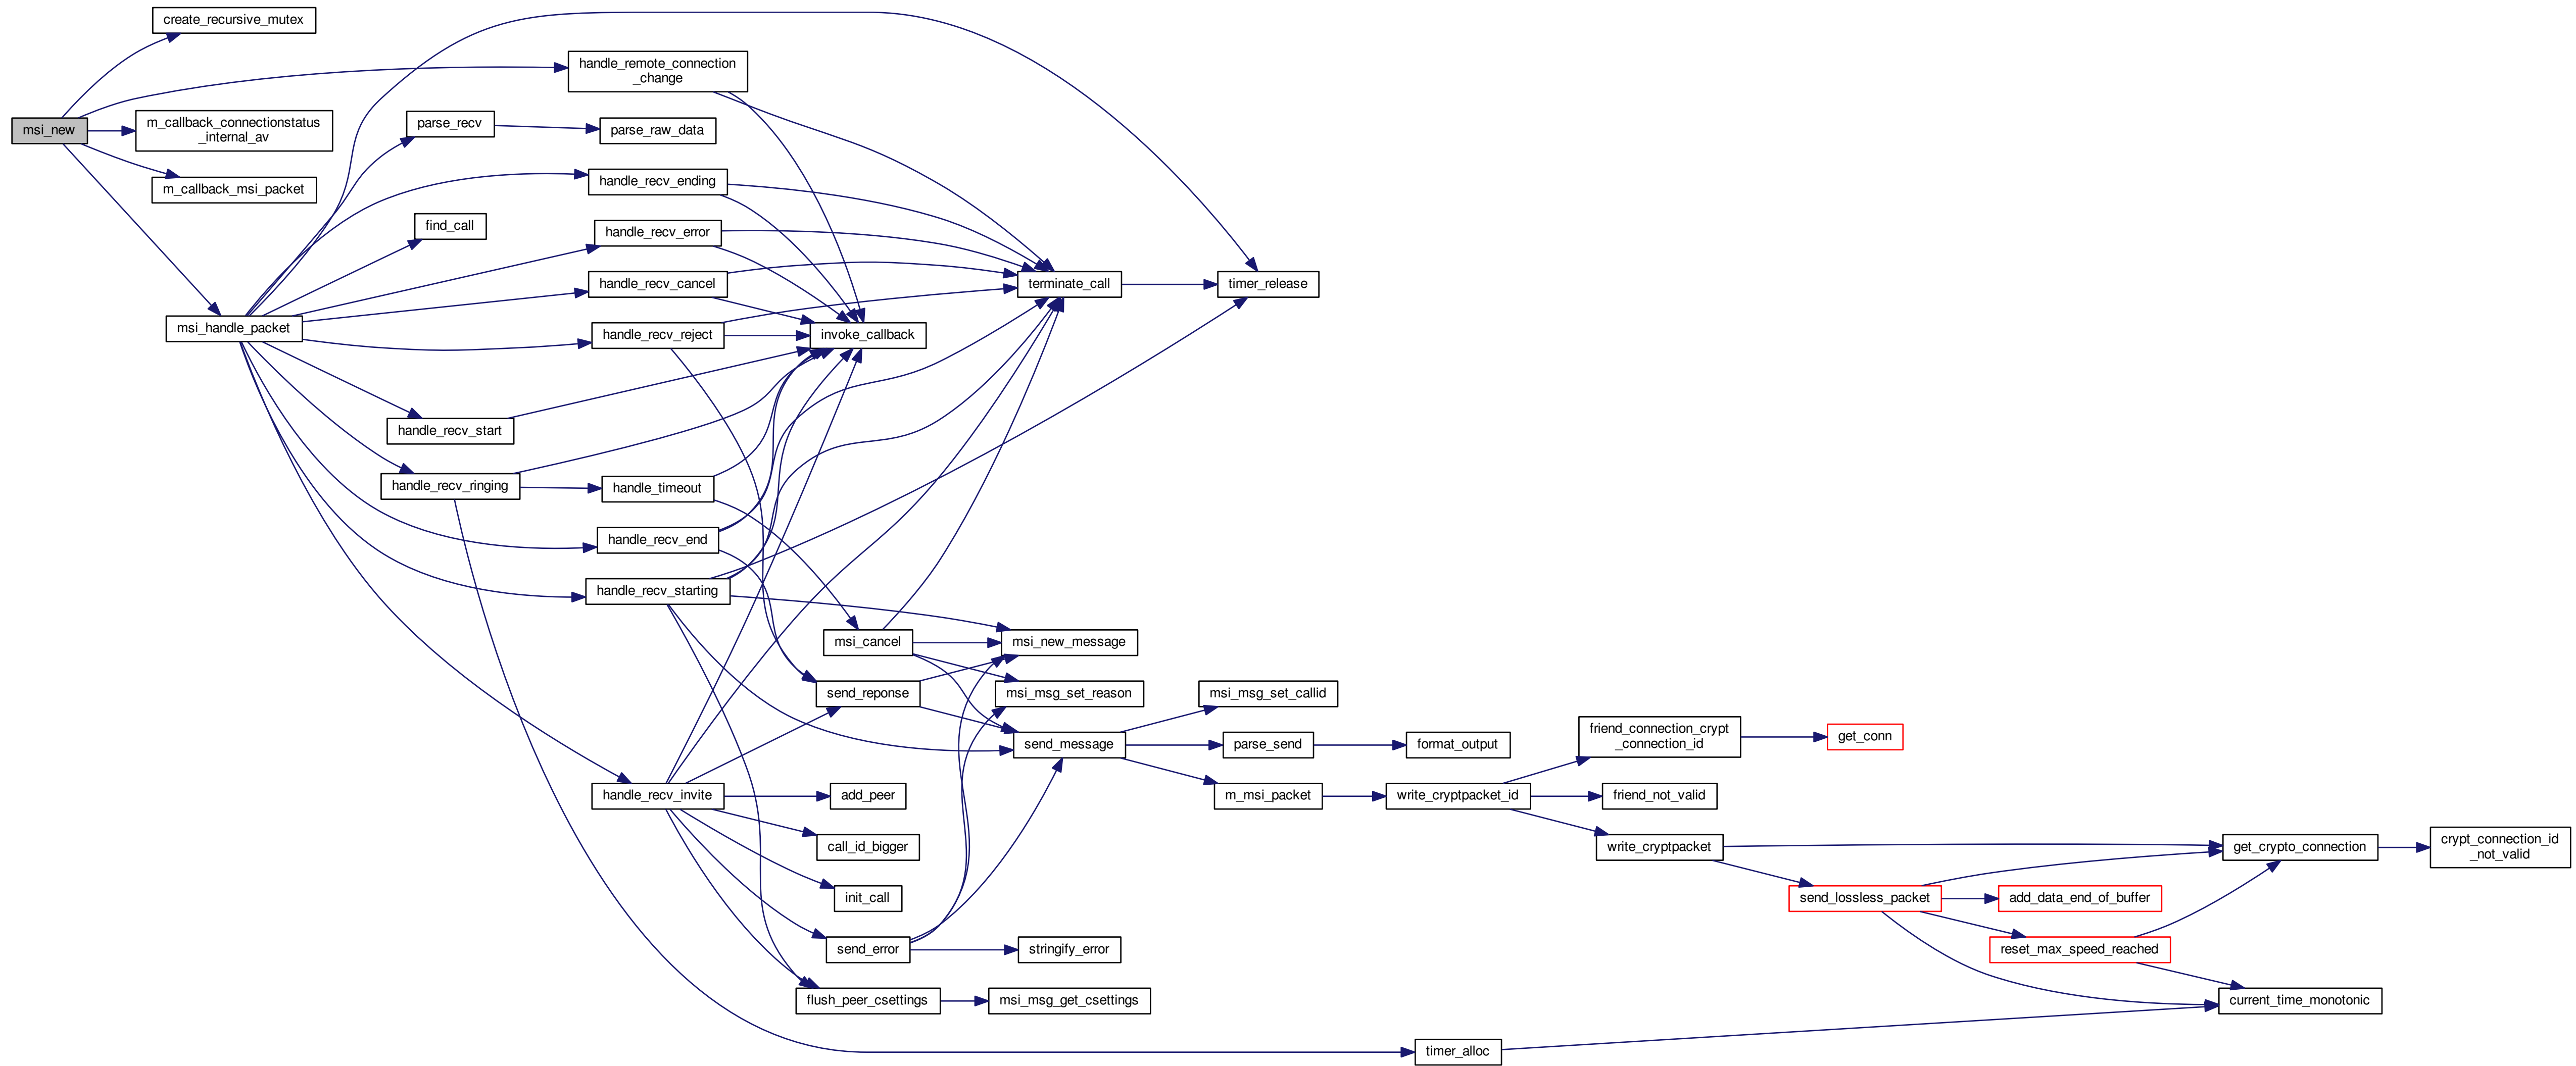 create_recursive_mutex
handle_remote_connection
_change
msi_new
m_callback_connectionstatus
_internal_av
parse_recv
parse_raw_data
m_callback_msi_packet
handle_recv_ending
find_call
handle_recv_error
handle_recv_cancel
terminate_call
timer_release
msi_handle_packet
handle_recv_reject
invoke_callback
handle_recv_start
handle_recv_ringing
handle_timeout
handle_recv_end
handle_recv_starting
msi_cancel
msi_new_message
send_reponse
msi_msg_set_reason
msi_msg_set_callid
send_message
parse_send
format_output
friend_connection_crypt
_connection_id
get_conn
handle_recv_invite
add_peer
m_msi_packet
write_cryptpacket_id
friend_not_valid
call_id_bigger
write_cryptpacket
get_crypto_connection
crypt_connection_id
_not_valid
init_call
send_lossless_packet
add_data_end_of_buffer
send_error
stringify_error
reset_max_speed_reached
flush_peer_csettings
msi_msg_get_csettings
current_time_monotonic
timer_alloc